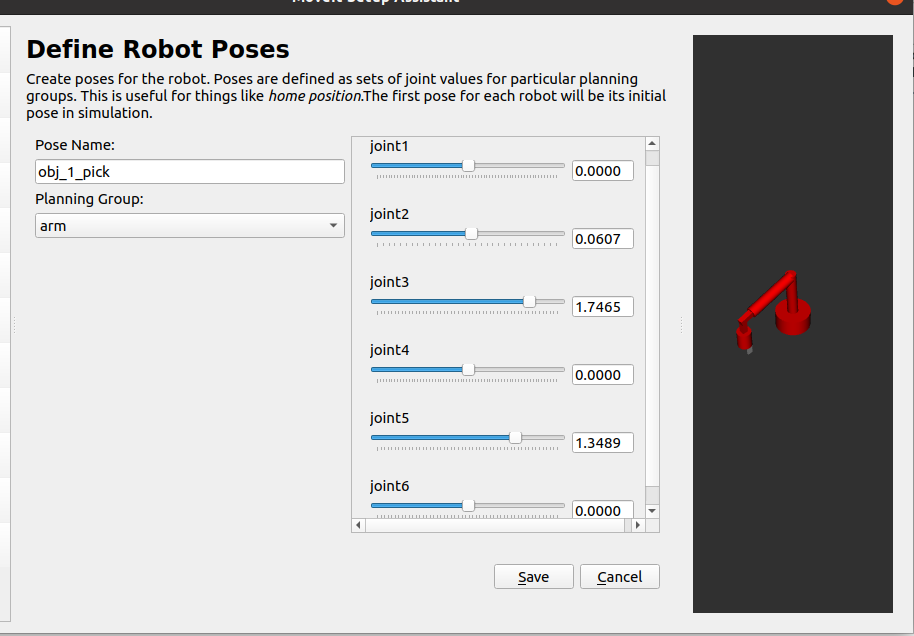 MoveIt Setup Assistant
Define Robot Poses
Create poses for the robot. Poses are defined as sets of joint values for particular planning
groups. This is useful for things like home position.The first pose for each robot will be its initial
pose in simulation.
Pose Name:
obj_1_pick
Planning Group:
arm
joint1
0.0000
joint2
0.0607
joint3
1.7465
joint4
0.0000
joint5
1.3489
joint6
0.0000
Save
Cancel